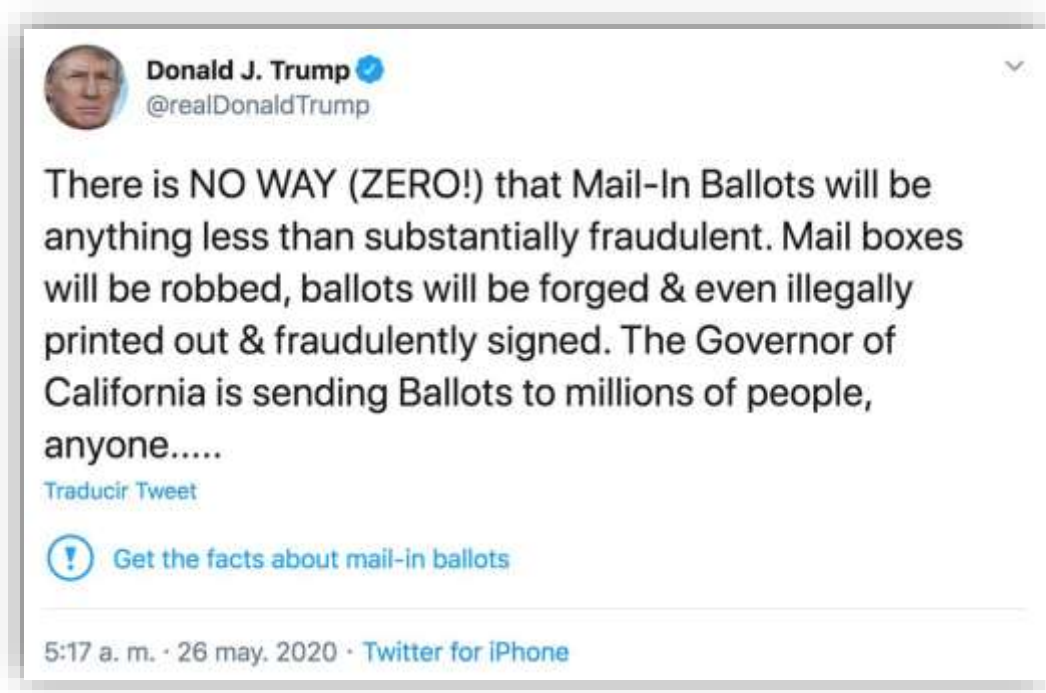 Donald J. Trump
@realDonaldTrump
There is NO WAY (ZERO!) that Mail-In Ballots will be
anything less than substantially fraudulent. Mail boxes
will be robbed, ballots will be forged & even illegally
printed out & fraudulently signed. The Governor of
California is sending Ballots to millions of people,
anyone.....
Traducir Tweet
Get the facts about mail-in ballots
5:17 a. m. · 26 may. 2020 · Twitter for iPhone